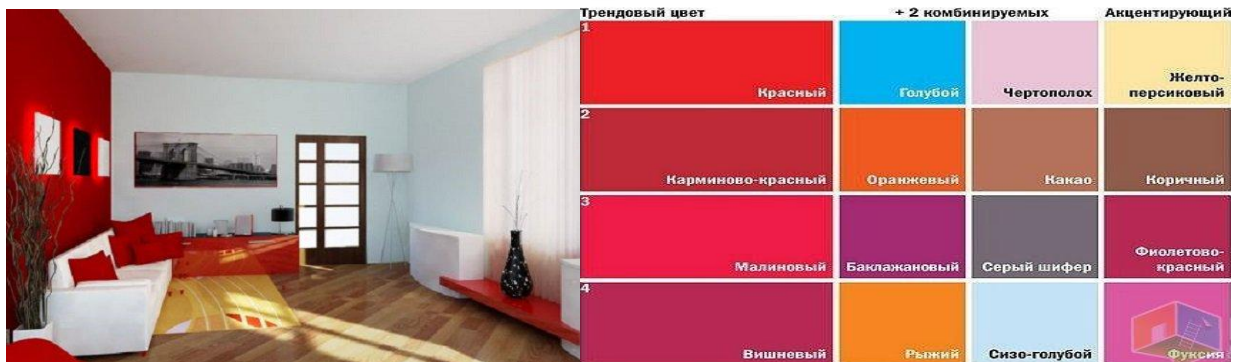 Трендовый цвет + 2 комбинируемых Акцентирующий
1
Красный Голубой Чертополох Желто-
персиковый
2
Карминово-красный Оранжевый Какао Коричный
3
Малиновый Баклажановый Серый шифер Фиолетово-
красный
4
Вишневый Рыжий Сизо-голубой Фуксия